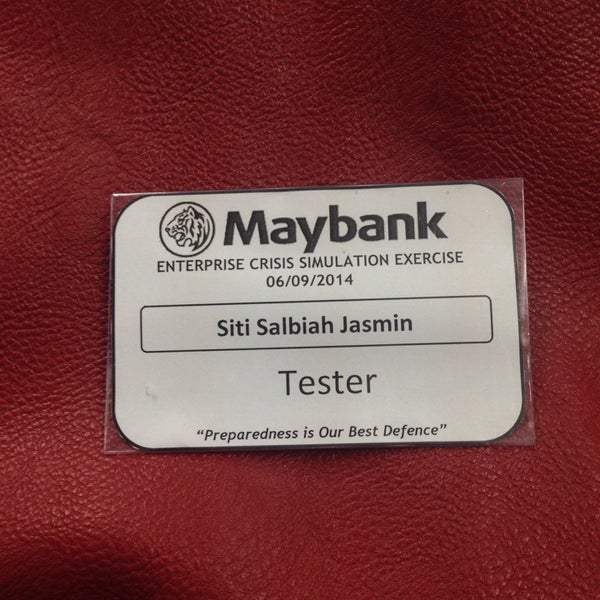 Maybank
ENTERPRISE CRISIS SIMULATION EXERCISE
06/09/2014
Siti Salbiah Jasmin
Tester
“Preparedness is Our Best Defence”